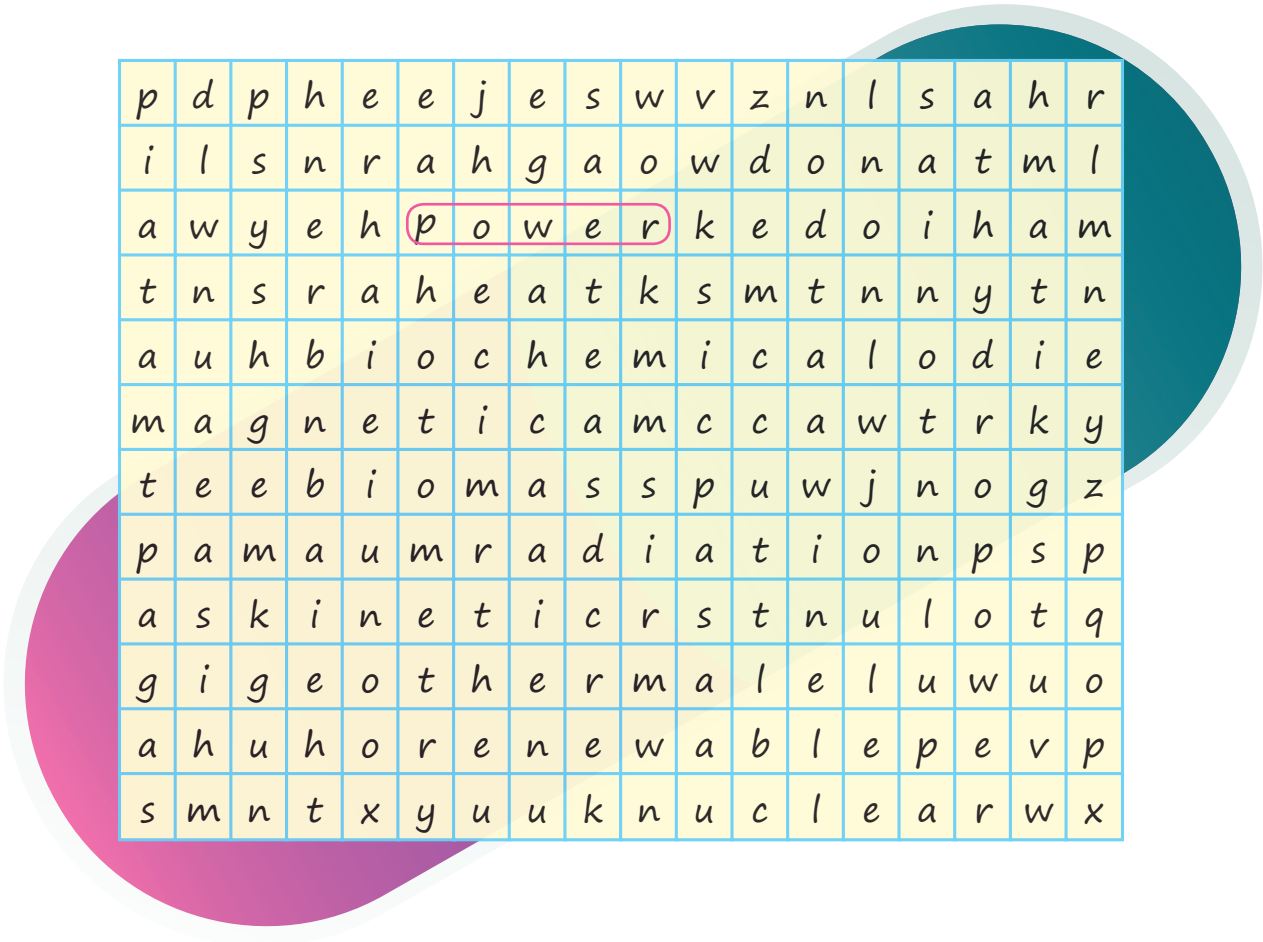 p d p h e e j e s w v z n l s a h r
i l s n r a h g a o w d o n a t m l
a w y e h p o w e r k e d o i h a m
t n s r a h e a t k s m t n n y t n
a u h b i o c h e m i c a l o d i e
m a g n e t i c a m c c a w t r k y
t e e b i o m a s s p u w j n o g z
p a m a u m r a d i a t i o n p s p
a s k i n e t i c r s t n u l o t q
g i g e o t h e r m a l e l u w u o
a h u h o r e n e w a b l e p e v p
s m n t x y u u k n u c l e a r w x